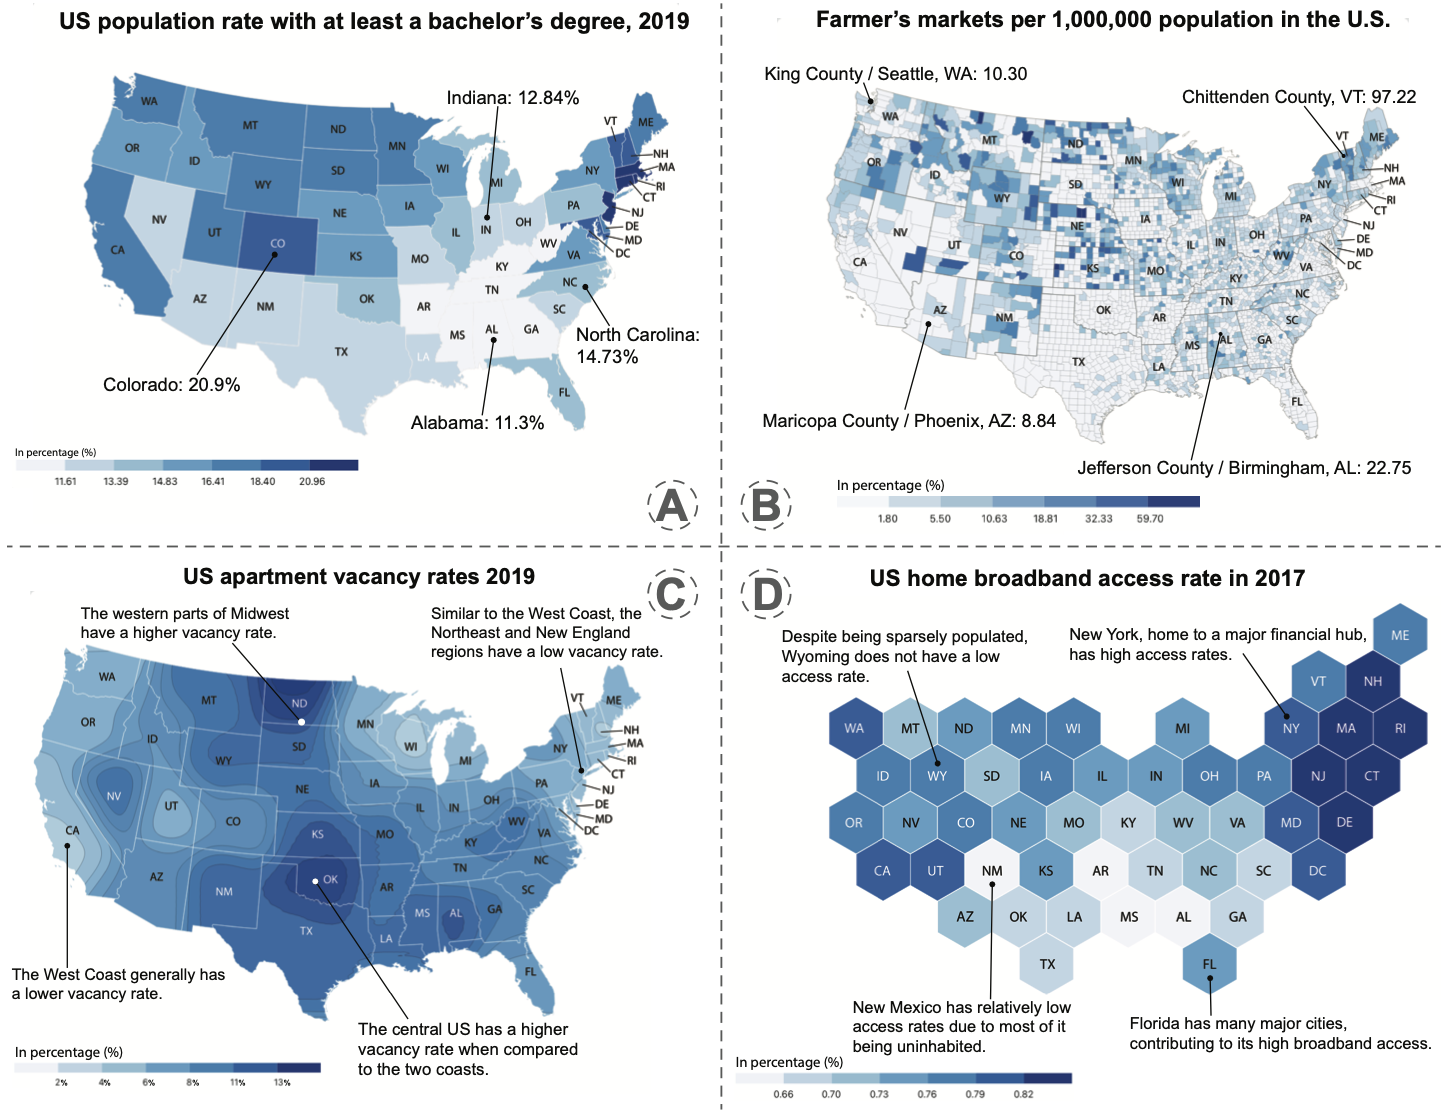 US population rate with at least a bachelor's degree, 2019
Indiana: 12.84%
WA
MT
ND
MN
VT
ME
OR
ID
SD
WI
NY
NH
MA
WY
MI
RI
CT
NE
IA
PA
NJ
NV
UT
CO
IL
IN
OH
DE
MD
DC
CA
KS
MO
WV
VA
KY
AZ
NM
OK
AR
TN
NC
SC
MS
AL
GA
TX
LA
FL
North Carolina:
14.73%
Colorado: 20.9%
Alabama: 11.3%
In percentage (%)
11.61 13.39 14.83 16.41 18.40 20.96
A
Farmer's markets per 1,000,000 population in the U.S.
King County / Seattle, WA: 10.30
Chittenden County, VT: 97.22
WA
MT
ND
MN
VT
ME
OR
ID
SD
WI
NY
NH
MA
WY
MI
RI
CT
NE
IA
PA
NJ
NV
UT
CO
IL
IN
OH
DE
MD
DC
CA
KS
MO
WV
VA
KY
AZ
NM
OK
AR
TN
NC
SC
MS
AL
GA
TX
LA
FL
Maricopa County / Phoenix, AZ: 8.84
Jefferson County / Birmingham, AL: 22.75
In percentage (%)
1.80 5.50 10.63 18.81 32.33 59.70
B
US apartment vacancy rates 2019
C
The western parts of Midwest
have a higher vacancy rate.
Similar to the West Coast, the
Northeast and New England
regions have a low vacancy rate.
WA
MT
ND
MN
VT
ME
OR
ID
SD
WI
NY
NH
MA
WY
MI
RI
CT
NE
IA
PA
NJ
NV
UT
CO
IL
IN
OH
DE
MD
DC
CA
KS
MO
WV
VA
KY
AZ
NM
OK
AR
TN
NC
SC
MS
AL
GA
TX
LA
FL
The West Coast generally has
a lower vacancy rate.
The central US has a higher
vacancy rate when compared
to the two coasts.
In percentage (%)
2% 4% 6% 8% 11% 13%
D
US home broadband access rate in 2017
Despite being sparsely populated,
Wyoming does not have a low
access rate.
New York, home to a major financial hub,
has high access rates.
ME
VT NH
WA MT ND MN WI MI NY MA RI
ID WY SD IA IL IN OH PA NJ CT
OR NV CO NE MO KY WV VA MD DE
CA UT NM KS AR TN NC SC DC
AZ OK LA MS AL GA
TX FL
New Mexico has relatively low
access rates due to most of it
being uninhabited.
Florida has many major cities,
contributing to its high broadband access.
In percentage (%)
0.66 0.70 0.73 0.76 0.79 0.82